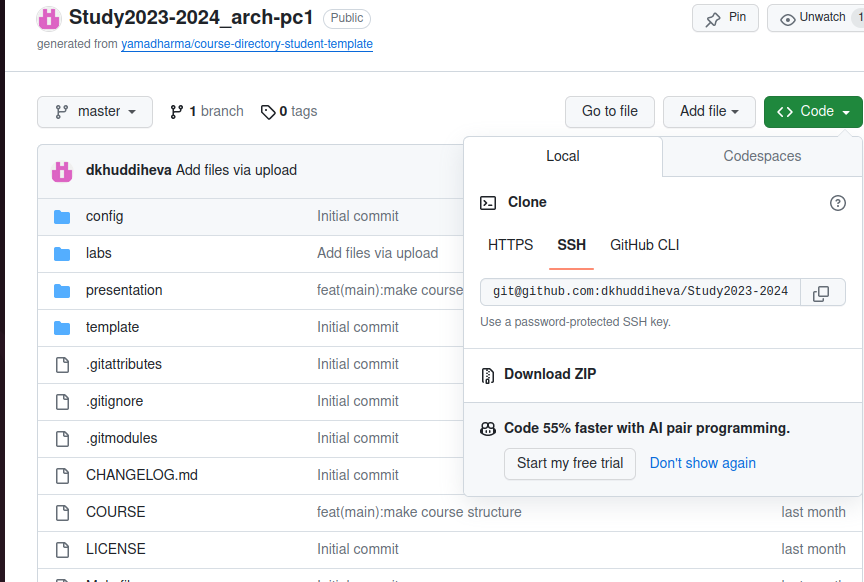 Study2023-2024_arch-pc1 Public Pin Unwatch 1
generated from yamadharma/course-directory-student-template
master 1 branch 0 tags Go to file Add file Code
dkhuddiheva Add files via upload
Local Codespaces
Clone
HTTPS SSH GitHub CLI
git@github.com:dkhuddiheva/Study2023-2024
Use a password-protected SSH key.
Download ZIP
Code 55% faster with AI pair programming.
Start my free trial Don't show again
config Initial commit
labs Add files via upload
presentation feat(main):make course
template Initial commit
.gitattributes Initial commit
.gitignore Initial commit
.gitmodules Initial commit
CHANGELOG.md Initial commit
COURSE feat(main):make course structure last month
LICENSE Initial commit last month